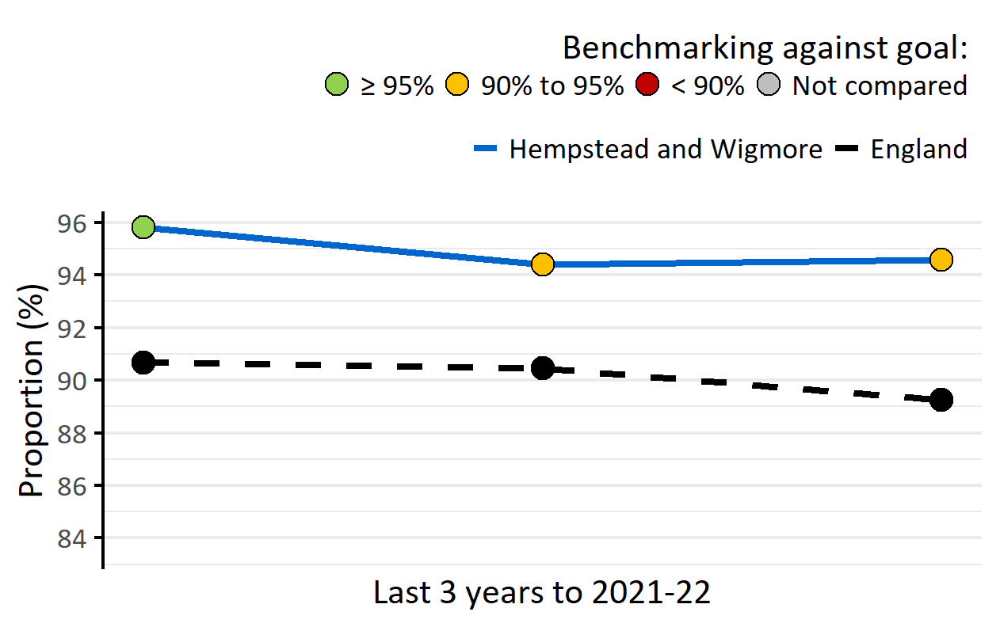 Benchmarking against goal:
≥ 95% 90% to 95% < 90% Not compared
Hempstead and Wigmore England
96
94
92
90
88
86
84
Proportion (%)
Last 3 years to 2021-22